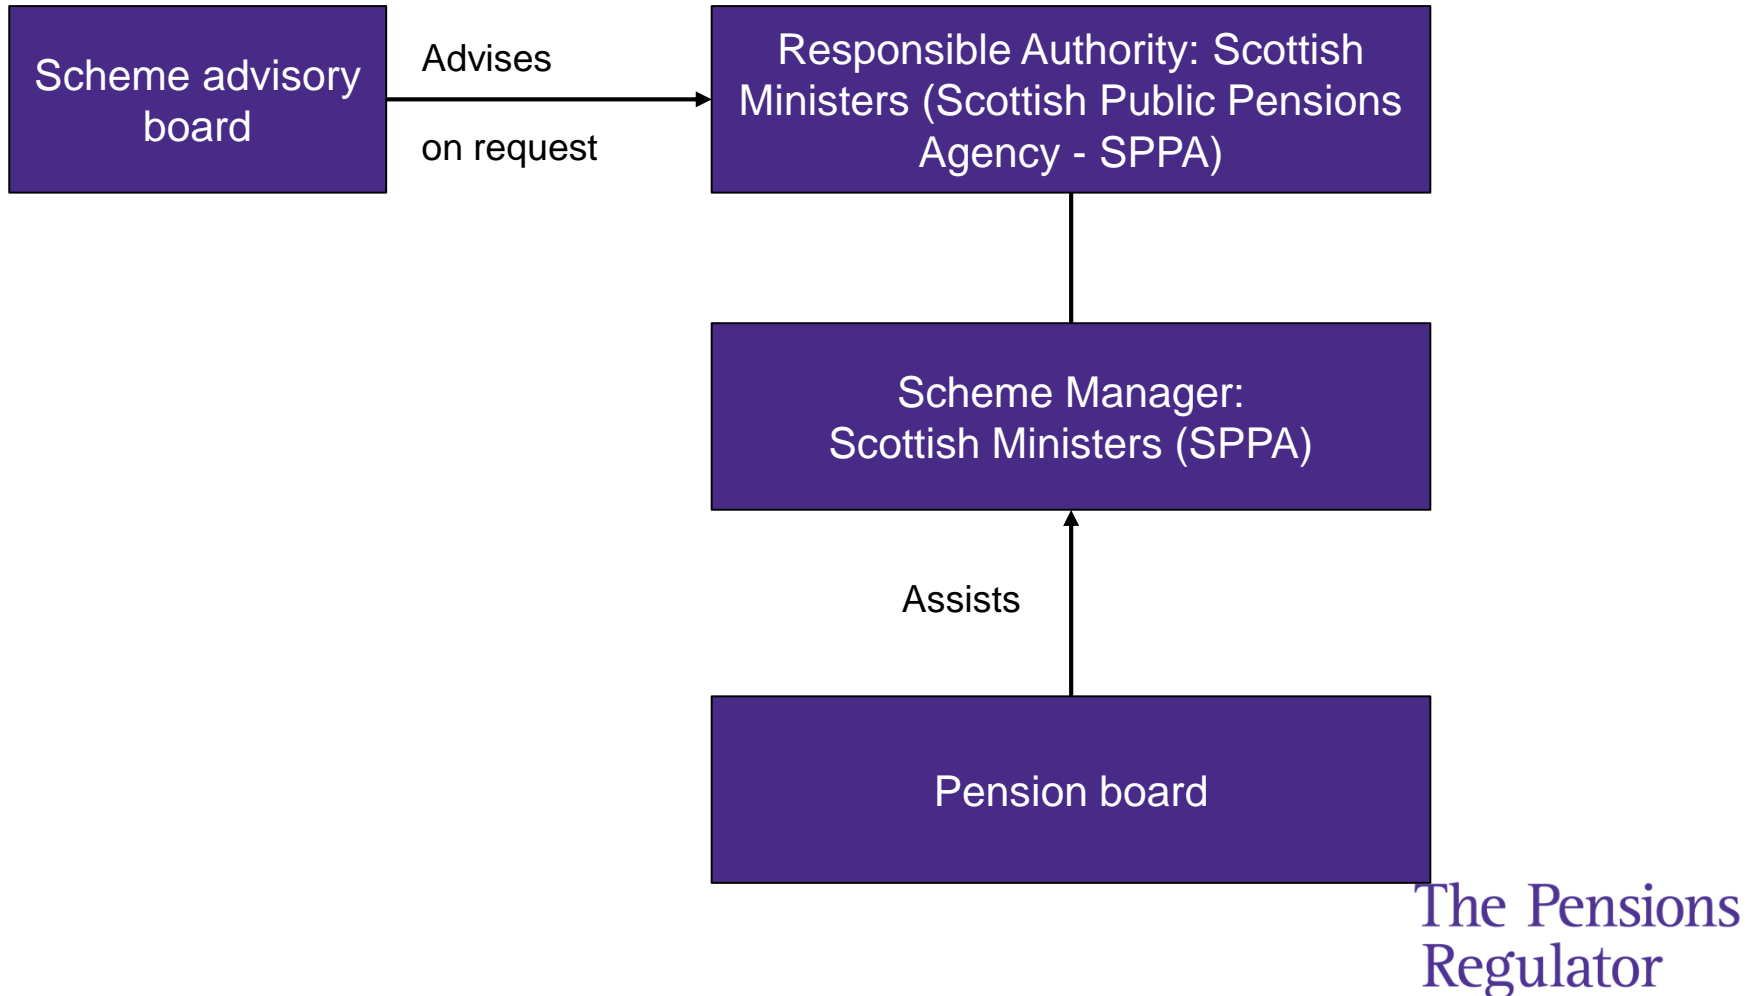 Scheme advisory
board
Advises
on request
Responsible Authority: Scottish
Ministers (Scottish Public Pensions
Agency - SPPA)
Scheme Manager:
Scottish Ministers (SPPA)
Assists
Pension board
The Pensions
Regulator